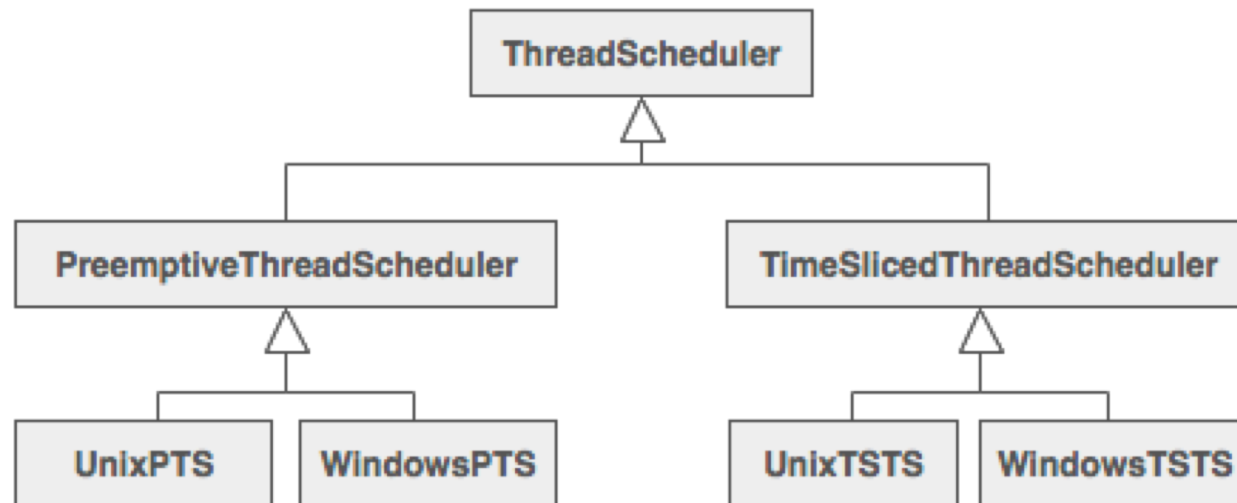 ThreadScheduler
PreemptiveThreadScheduler
TimeSlicedThreadScheduler
UnixPTS
WindowsPTS
UnixTSTS
WindowsTSTS